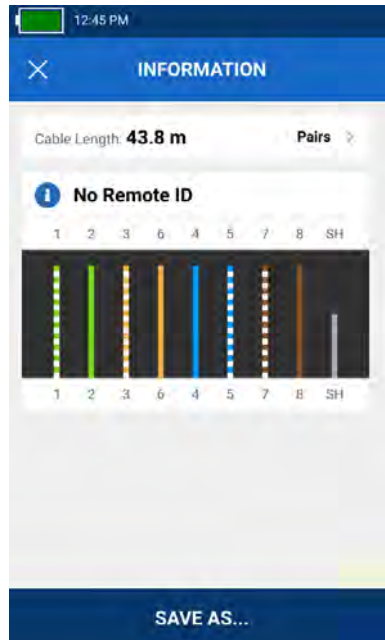 12:45 PM
INFORMATION
Cable Length: 43.8 m Pairs
No Remote ID
1 2 3 6 4 5 7 8 SH
1 2 3 6 4 5 7 8 SH
SAVE AS...